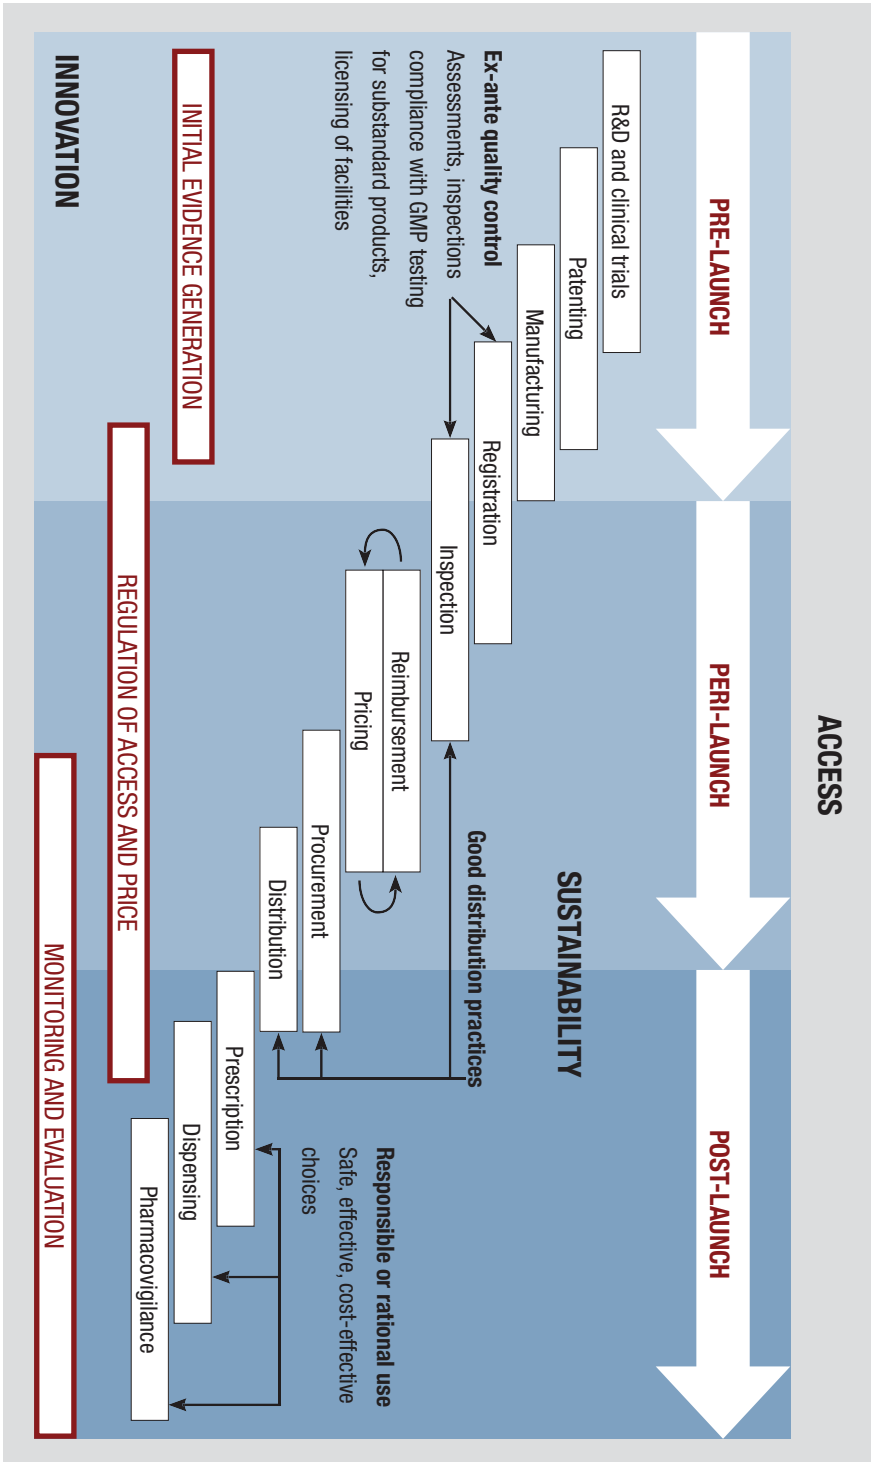 ACCESS
PRE-LAUNCH
PERI-LAUNCH
POST-LAUNCH
R&D and clinical trials
Patenting
SUSTAINABILITY
Manufacturing
Ex-ante quality control
Assessments, inspections
compliance with GMP testing
for substandard products,
licensing of facilities
Registration
Good distribution practices
Inspection
Reimbursement
Pricing
Responsible or rational use
Safe, effective, cost-effective
choices
Procurement
Distribution
Prescription
Dispensing
Pharmacovigilance
INITIAL EVIDENCE GENERATION
REGULATION OF ACCESS AND PRICE
INNOVATION
MONITORING AND EVALUATION